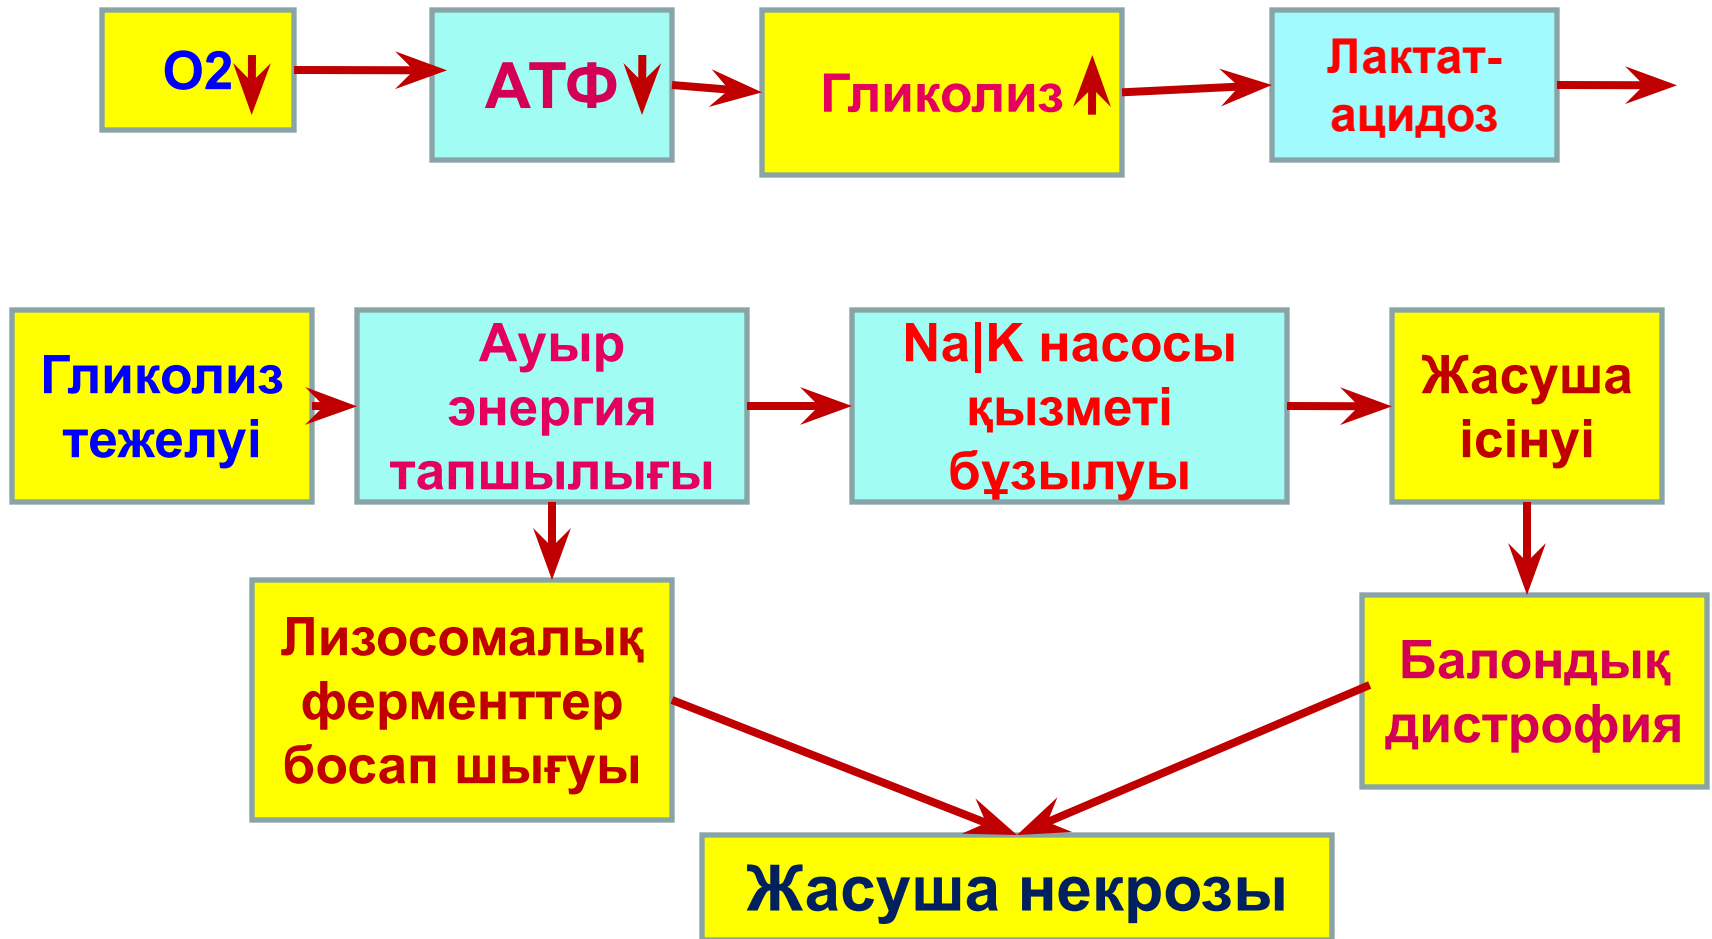 О2
АТФ
Гликолиз
Лактат-
ацидоз
Гликолиз
тежелуі
Ауыр
энергия
тапшылығы
Na|K насосы
қызметі
бұзылуы
Жасуша
ісінуі
Лизосомалық
ферменттер
босап шығуы
Балондық
дистрофия
Жасуша некрозы